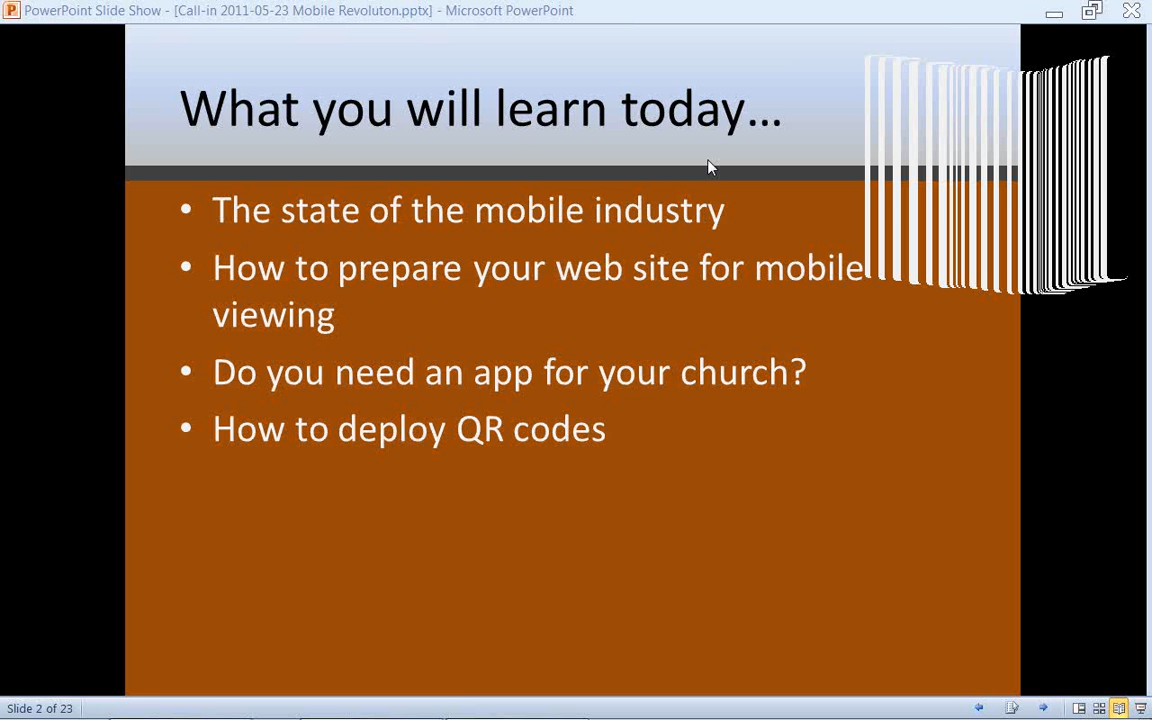 PowerPoint Slide Show - [Call-in 2011-05-23 Mobile Revoluton.pptx] - Microsoft PowerPoint
What you will learn today...
• The state of the mobile industry
• How to prepare your web site for mobile
viewing
• Do you need an app for your church?
• How to deploy QR codes
Slide 2 of 23